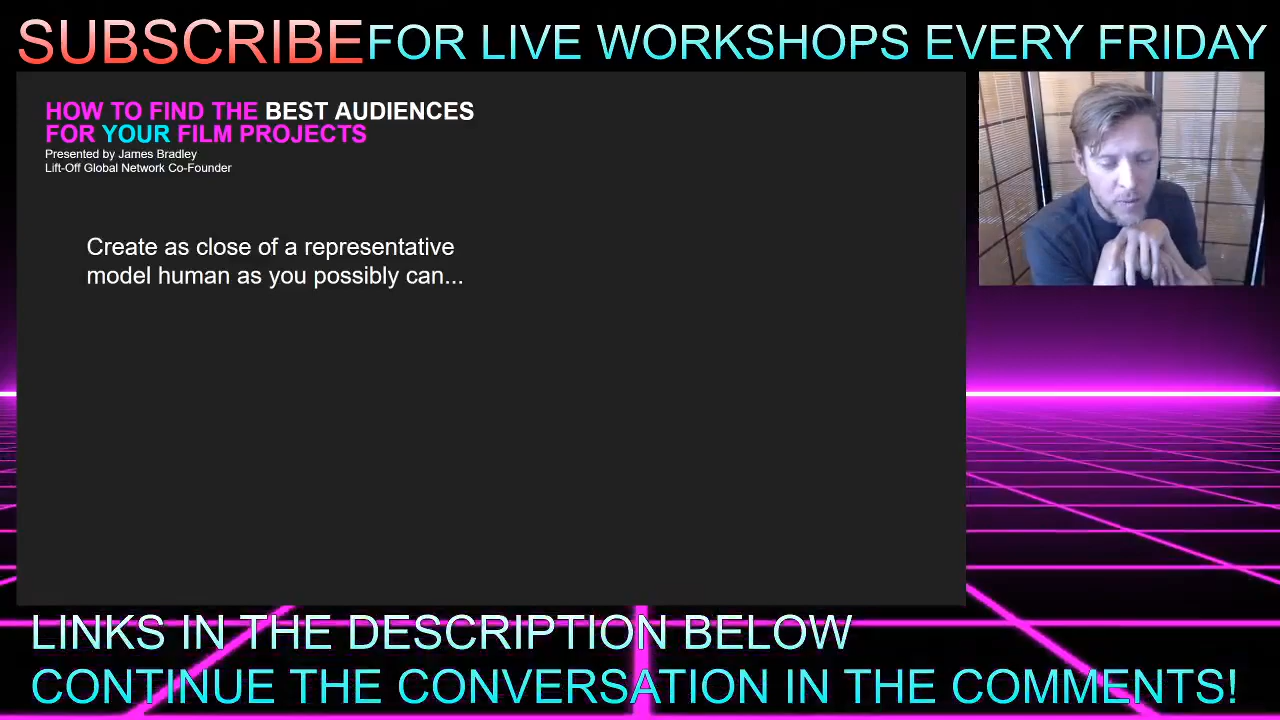 SUBSCRIBE FOR LIVE WORKSHOPS EVERY FRIDAY
HOW TO FIND THE BEST AUDIENCES
FOR YOUR FILM PROJECTS
Presented by James Bradley
Lift-Off Global Network Co-Founder
Create as close of a representative
model human as you possibly can...
LINKS IN THE DESCRIPTION BELOW
CONTINUE THE CONVERSATION IN THE COMMENTS!